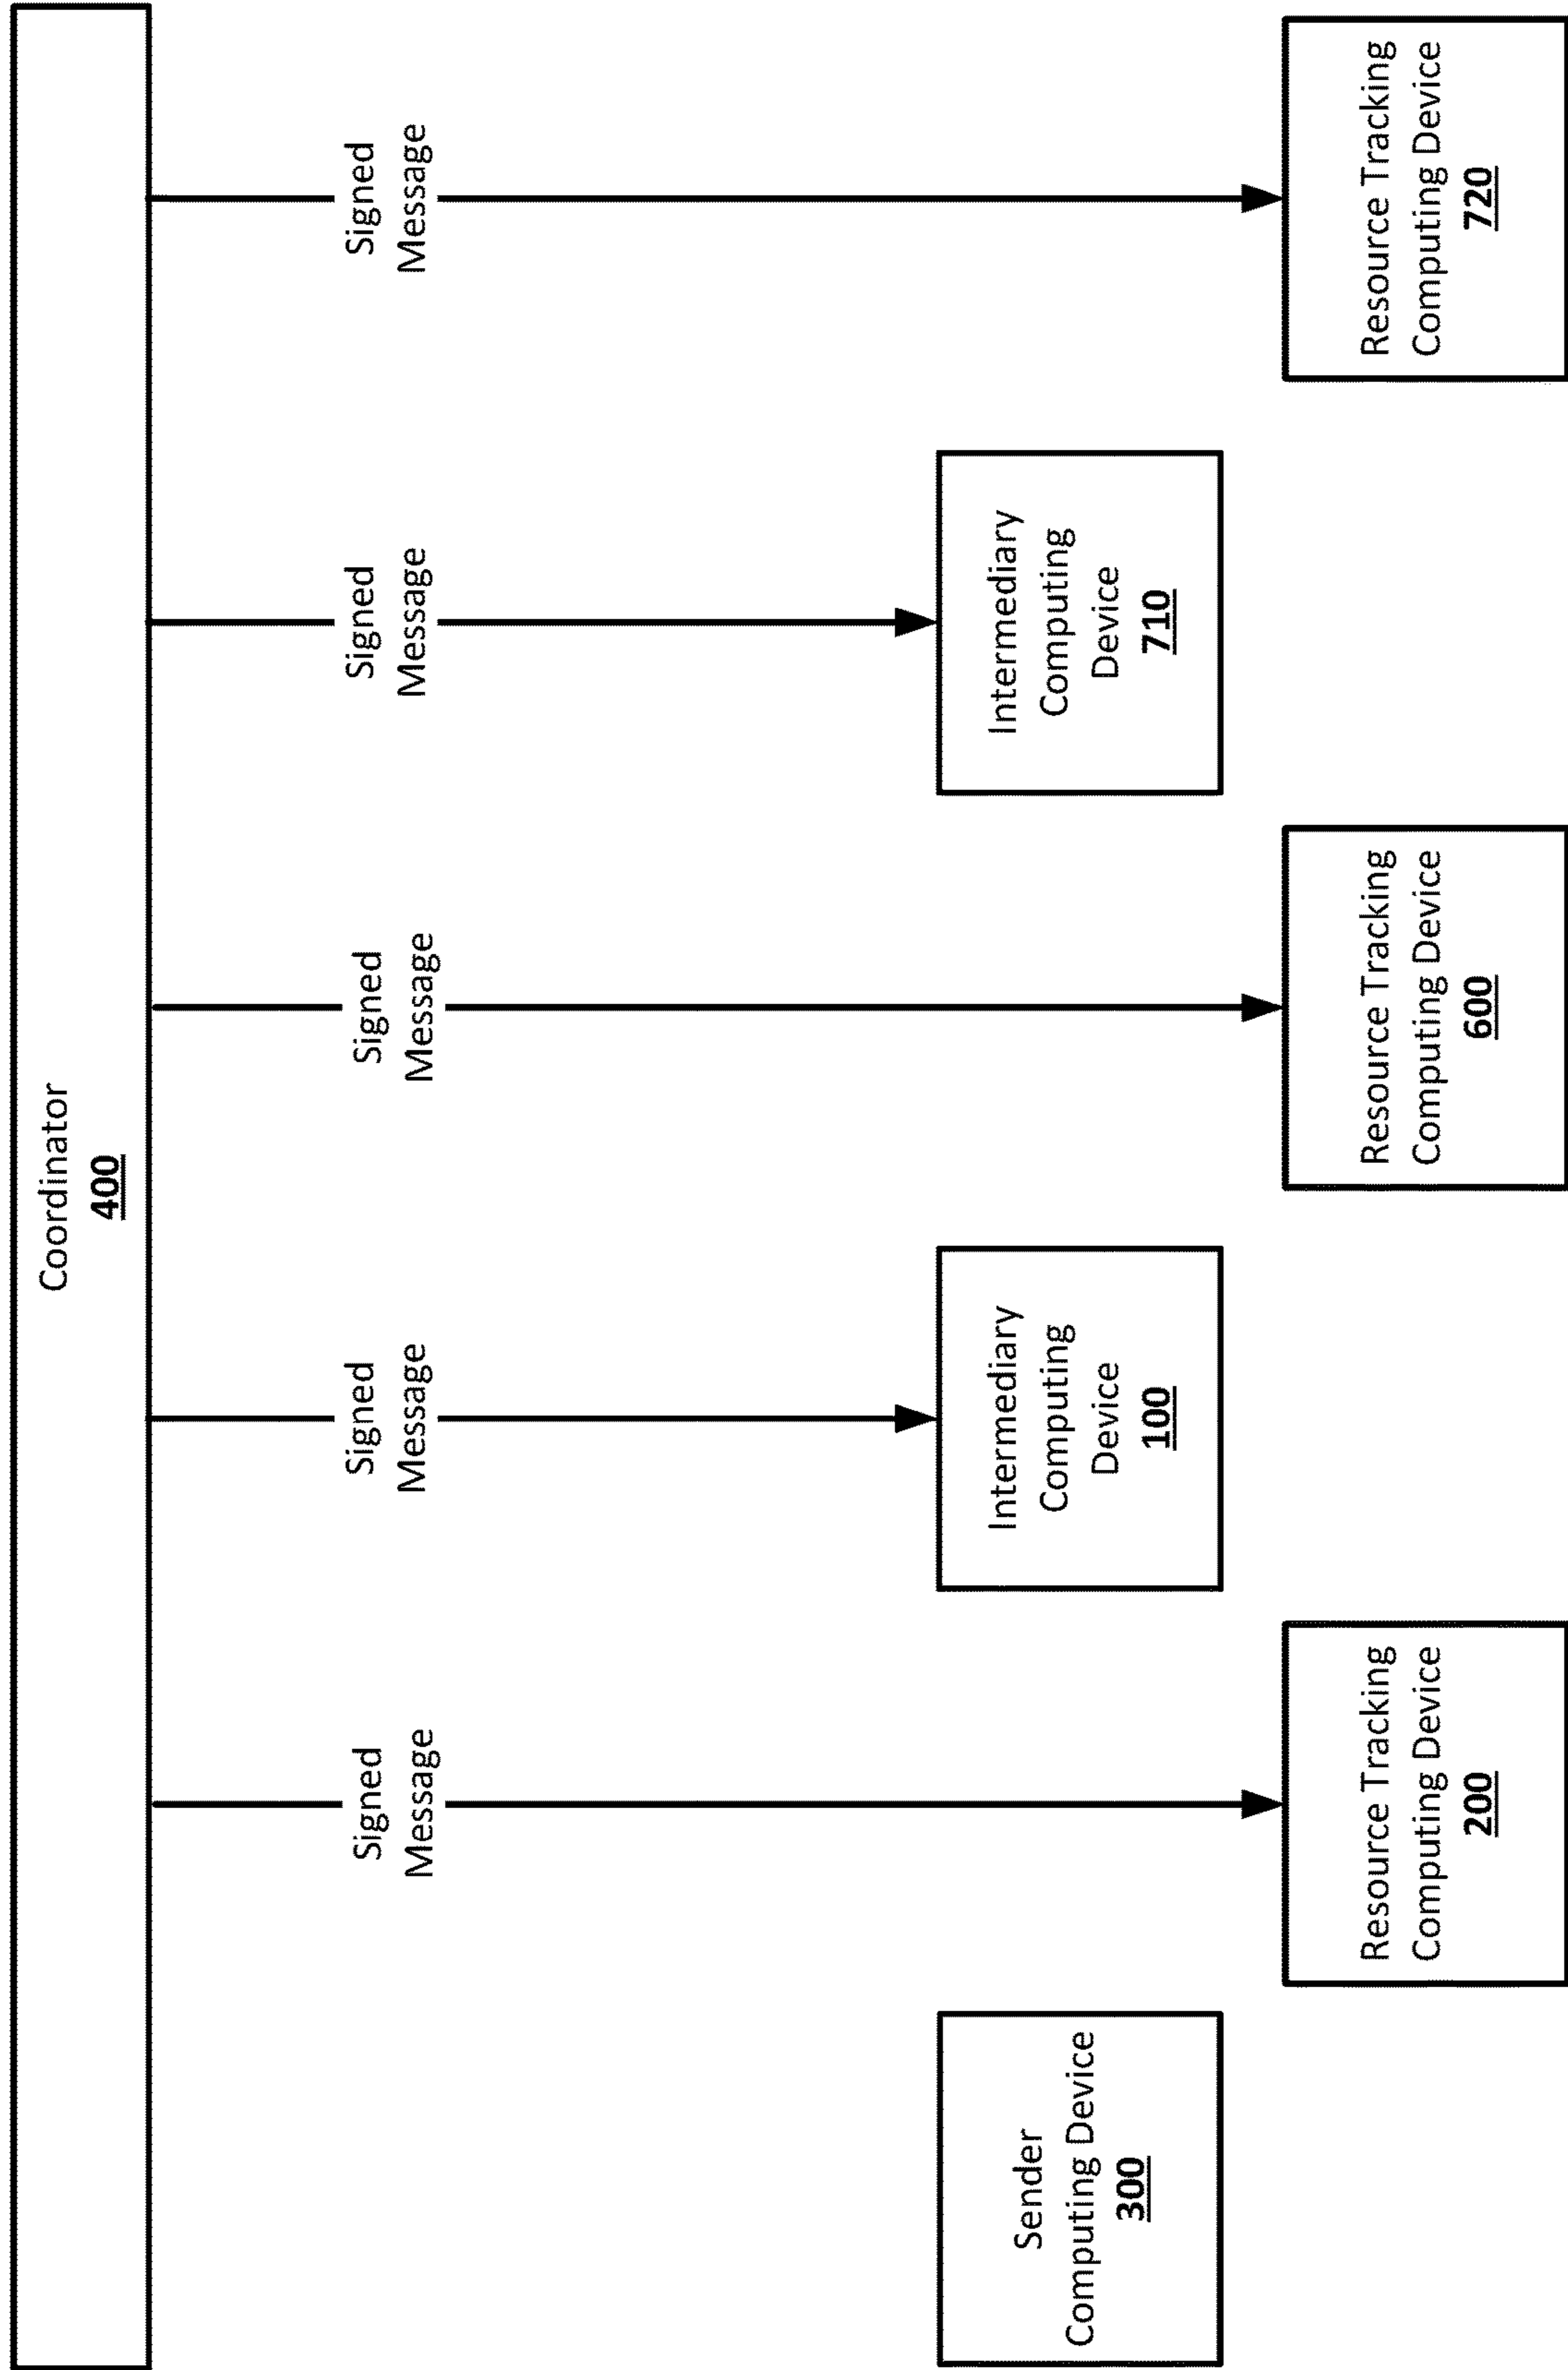 Coordinator
400
Signed
Message
Signed
Message
Signed
Message
Signed
Message
Signed
Message
Sender
Computing Device
300
Intermediary
Computing
Device
100
Intermediary
Computing
Device
710
Resource Tracking
Computing Device
200
Resource Tracking
Computing Device
600
Resource Tracking
Computing Device
720